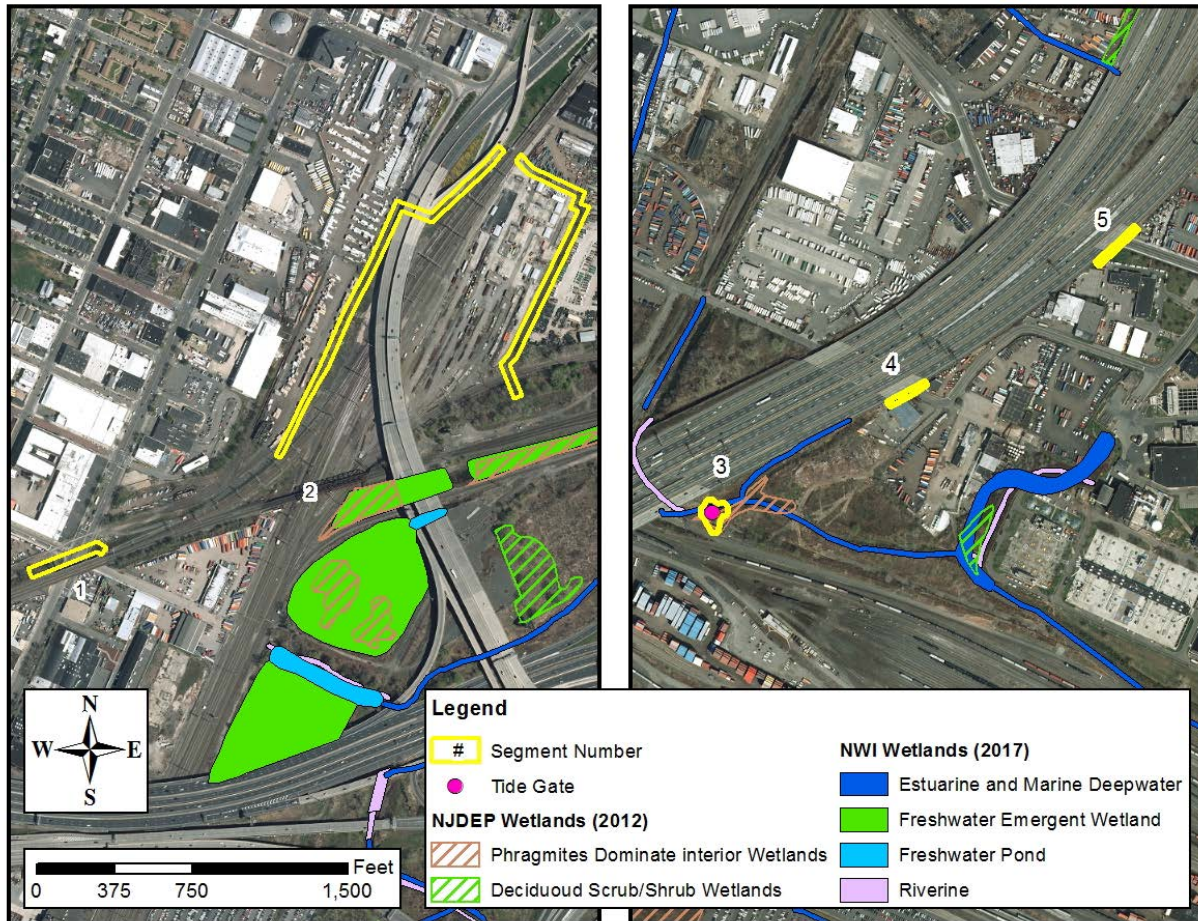 5
4
3
2
1
N
W E
S
Feet
0 375 750 1,500
Legend
# Segment Number
Tide Gate
NJDEP Wetlands (2012)
Phragmites Dominate interior Wetlands
Deciduoud Scrub/Shrub Wetlands
NWI Wetlands (2017)
Estuarine and Marine Deepwater
Freshwater Emergent Wetland
Freshwater Pond
Riverine